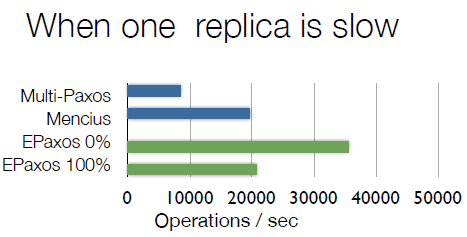 When one replica is slow
Multi-Paxos
Mencius
EPaxos 0%
EPaxos 100%
0 10000 20000 30000 40000 50000
Operations / sec